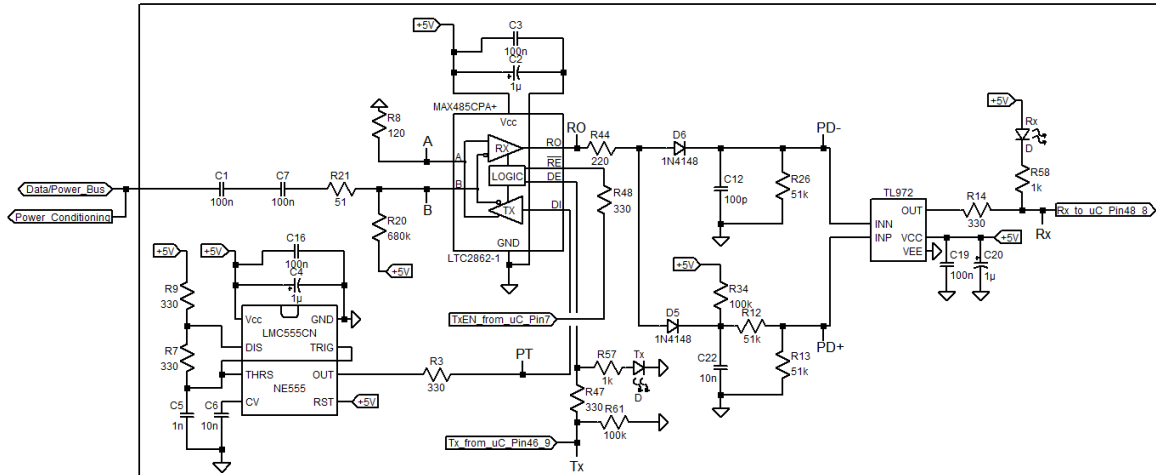 +5V
C3
100n
C2
1µ
MAX485CPA+
Vcc
R8
120
A
A
RX
RO
RO
R44
220
D6
1N4148
PD-
+5V
Rx
D
R58
1k
RE
LOGIC
DE
R48
330
C12
100p
R26
51k
TL972
Data/Power_Bus
C1
100n
C7
100n
R21
51
B
B
TX
DI
OUT
R14
330
Rx_to_uC_Pin48_8
Power_Conditioning
R20
680k
INN
INP
VCC
VEE
Rx
+5V
GND
LTC2862-1
C19
100n
C20
1µ
+5V
+5V
+5V
C16
100n
C4
1µ
+5V
R34
100k
R9
330
D5
1N4148
R12
51k
TxEN_from_uC_Pin7
Vcc
GND
LMC555CN
DIS
TRIG
R7
330
PD+
THRS
OUT
NE555
R3
330
PT
R57
1k
Tx
D
C22
10n
R13
51k
C5
1n
C6
10n
CV
RST
+5V
R47
330
R61
100k
Tx_from_uC_Pin46_9
Tx